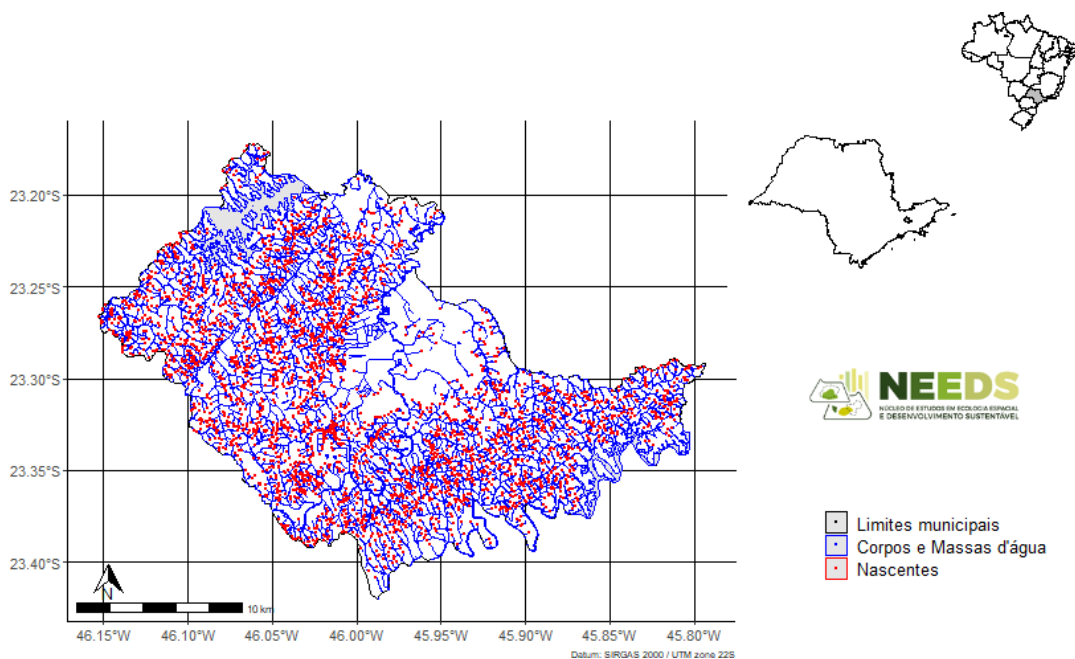 23.20°S
23.25°S
23.30°S
23.35°S
23.40°S
N
10 km
46.15°W 46.10°W 46.05°W 46.00°W 45.95°W 45.90°W 45.85°W 45.80°W
Datum: SIRGAS 2000 / UTM zone 22S
NEEDS
NÚCLEO DE ESTUDOS EM ECOLOGIA ESPACIAL
E DESENVOLVIMENTO SUSTENTÁVEL
Limites municipais
Corpos e Massas d'água
Nascentes